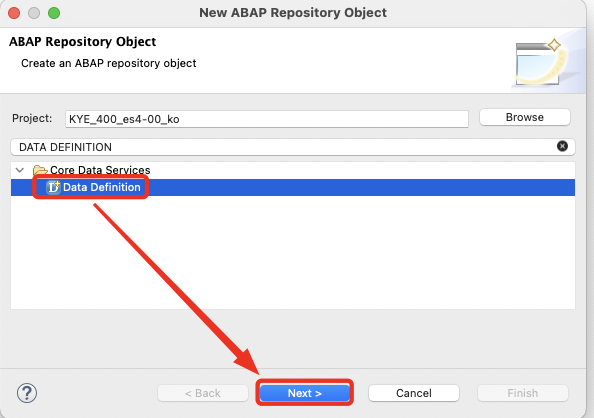 New ABAP Repository Object
ABAP Repository Object
Create an ABAP repository object
Project: KYE_400_es4-00_ko Browse
DATA DEFINITION
Core Data Services
Data Definition
? < Back Next > Cancel Finish